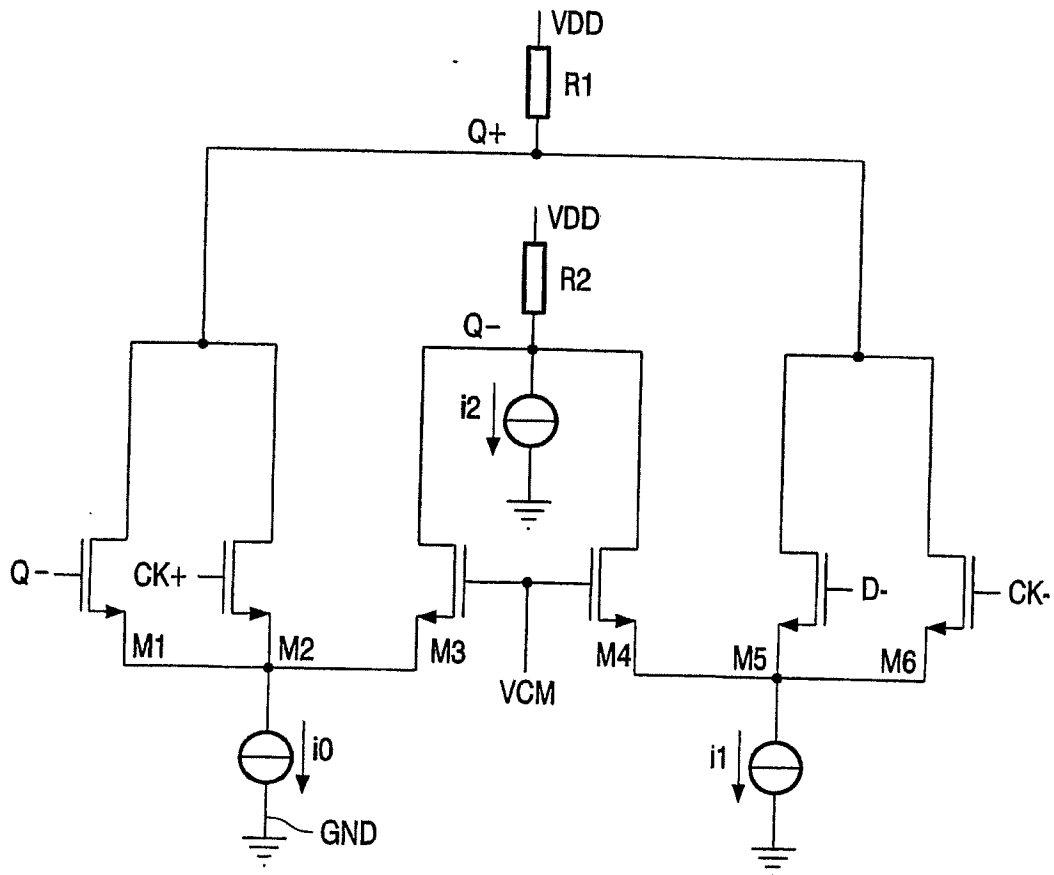 VDD
R1
Q+
VDD
R2
Q-
i2
Q-
CK+
D-
CK-
M1
M2
M3
M4
M5
M6
VCM
i0
i1
GND